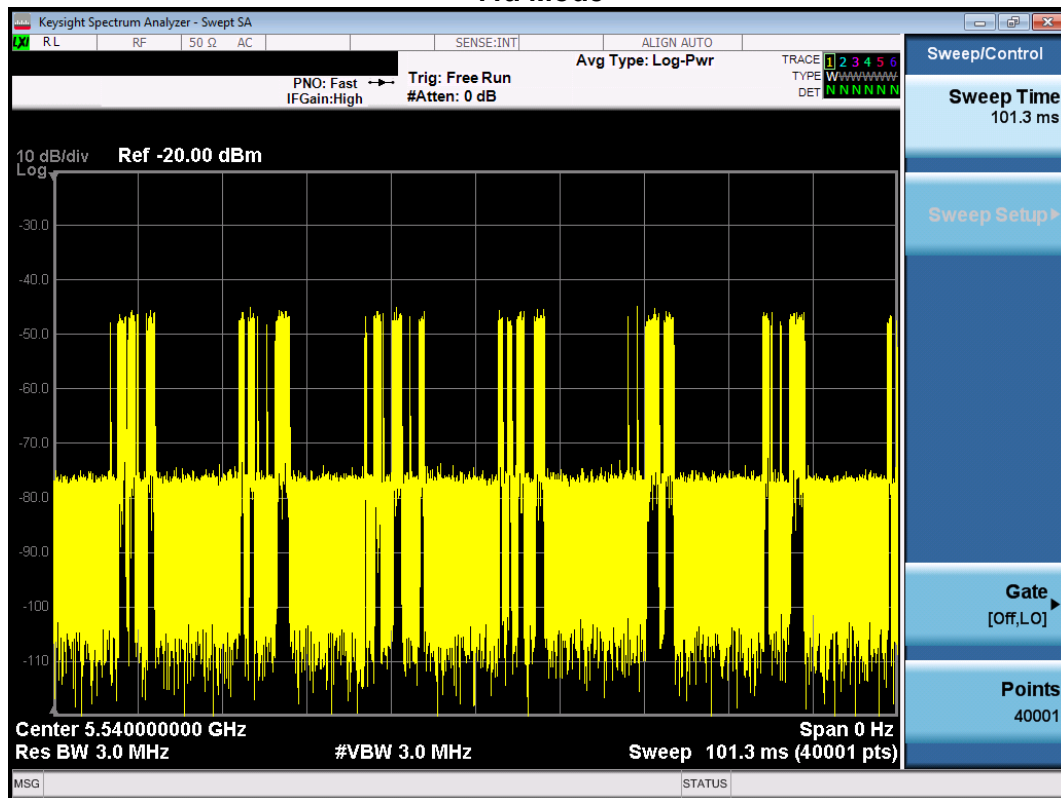 Keysight Spectrum Analyzer - Swept SA
LXI RL RF 50 Ω AC SENSE:INT ALIGN AUTO
PNO: Fast
IFGain:High
Trig: Free Run
#Atten: 0 dB
Avg Type: Log-Pwr
TRACE 1 2 3 4 5 6
TYPE WWWWWW
DET N N N N N N
10 dB/div Ref -20.00 dBm
Log
-30.0
-40.0
-50.0
-60.0
-70.0
-80.0
-90.0
-100
-110
Center 5.540000000 GHz Span 0 Hz
Res BW 3.0 MHz #VBW 3.0 MHz Sweep 101.3 ms (40001 pts)
MSG STATUS
Sweep/Control
Sweep Time
101.3 ms
Sweep Setup
Gate
[Off,LO]
Points
40001